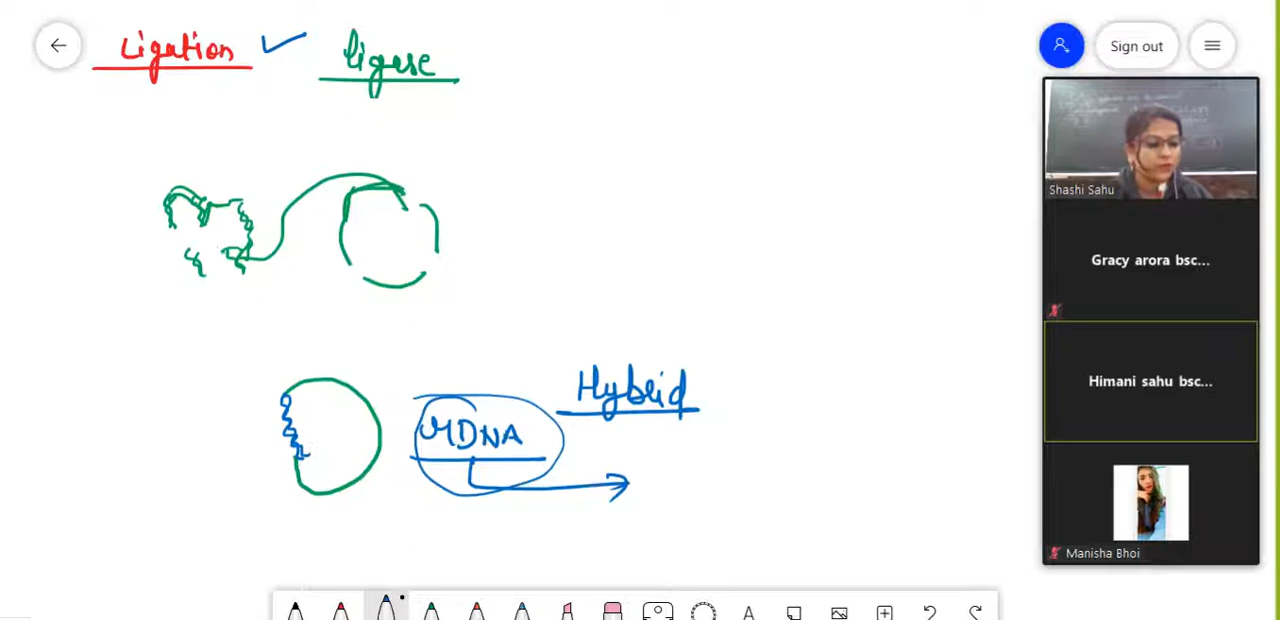 Ligation ligase
Sign out
Shashi Sahu
Gracy arora bsc...
Himani sahu bsc...
Hybrid
rDNA
Manisha Bhoi
A